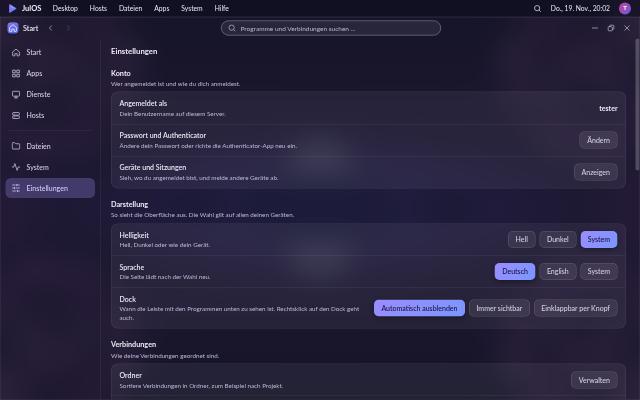 JulOS Desktop Hosts Dateien Apps System Hilfe Do., 19. Nov., 20:02 T
Start Programme und Verbindungen suchen ...
Start
Apps
Dienste
Hosts
Dateien
System
Einstellungen
Einstellungen
Konto
Wer angemeldet ist und wie du dich anmeldest.
Angemeldet als
Dein Benutzername auf diesem Server.
tester
Passwort und Authenticator
Ändere dein Passwort oder richte die Authenticator-App neu ein.
Ändern
Geräte und Sitzungen
Sieh, wo du angemeldet bist, und melde andere Geräte ab.
Anzeigen
Darstellung
So sieht die Oberfläche aus. Die Wahl gilt auf allen deinen Geräten.
Helligkeit
Hell, Dunkel oder wie dein Gerät.
Hell Dunkel System
Sprache
Die Seite lädt nach der Wahl neu.
Deutsch English System
Dock
Wann die Leiste mit den Programmen unten zu sehen ist. Rechtsklick auf den Dock geht
auch.
Automatisch ausblenden Immer sichtbar Einklappbar per Knopf
Verbindungen
Wie deine Verbindungen geordnet sind.
Ordner
Sortiere Verbindungen in Ordner, zum Beispiel nach Projekt.
Verwalten